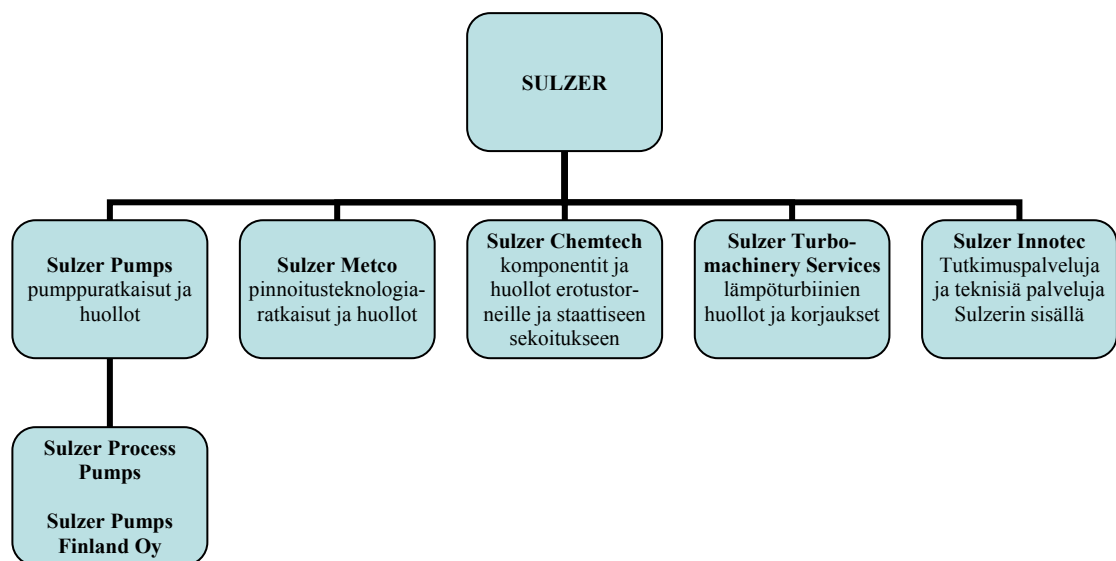 SULZER
Sulzer Pumps
pumppuratkaisut ja
huollot
Sulzer Metco
pinnoitusteknologia-
ratkaisut ja huollot
Sulzer Chemtech
komponentit ja
huollot erotustor-
neille ja staattiseen
sekoitukseen
Sulzer Turbo-
machinery Services
lämpöturbiinien
huollot ja korjaukset
Sulzer Innotec
Tutkimuspalveluja
ja teknisiä palveluja
Sulzerin sisällä
Sulzer Process
Pumps
Sulzer Pumps
Finland Oy